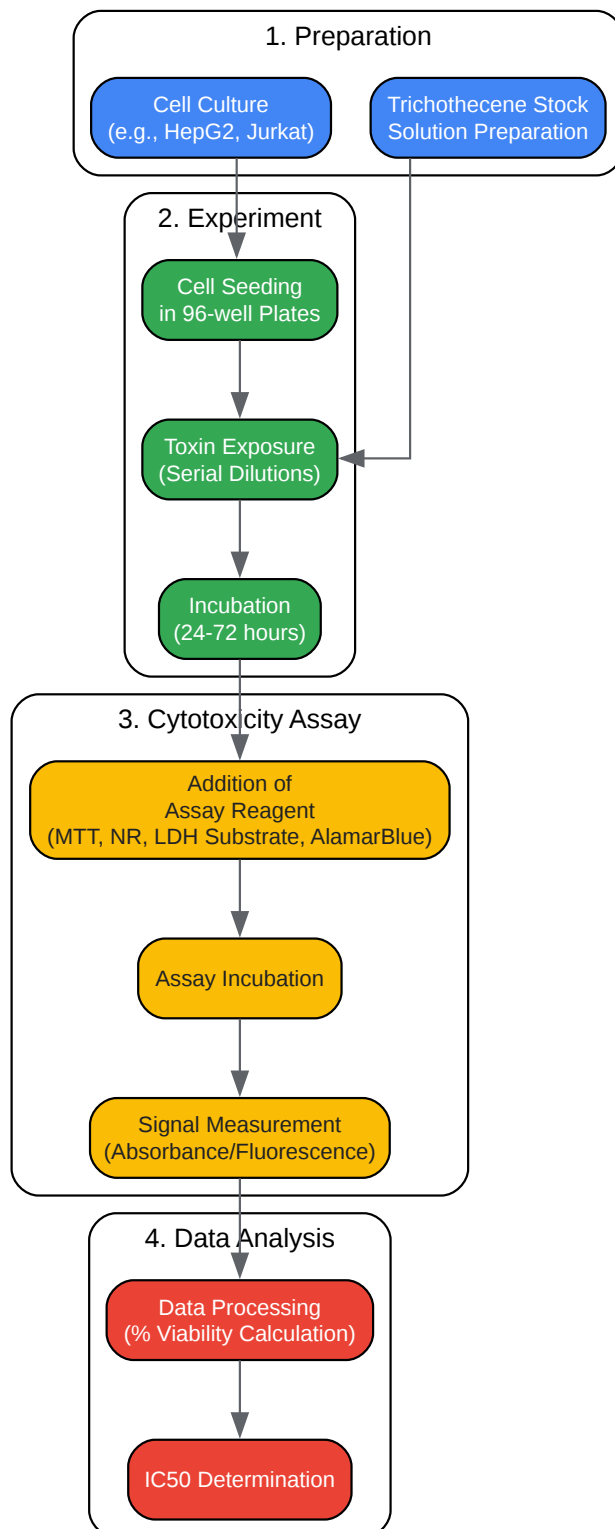 1. Preparation
Cell Culture
(e.g., HepG2, Jurkat)
Trichothecene Stock
Solution Preparation
2. Experiment
Cell Seeding
in 96-well Plates
Toxin Exposure
(Serial Dilutions)
Incubation
(24-72 hours)
3. Cytotoxicity Assay
Addition of
Assay Reagent
(MTT, NR, LDH Substrate, AlamarBlue)
Assay Incubation
Signal Measurement
(Absorbance/Fluorescence)
4. Data Analysis
Data Processing
(% Viability Calculation)
IC50 Determination